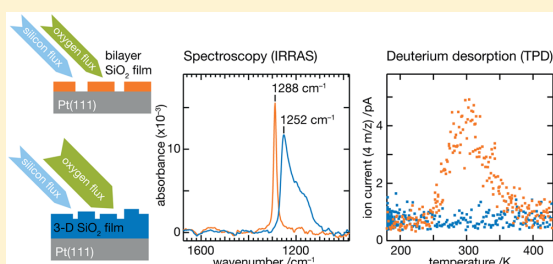 silicon flux
oxygen flux
bilayer
SiO2 film
Pt(111)
silicon flux
oxygen flux
3-D SiO2 film
Pt(111)
Spectroscopy (IRRAS)
1288 cm⁻¹
1252 cm⁻¹
absorbance (x10⁻³)
10
0
1600
1200
wavenumber /cm⁻¹
Deuterium desorption (TPD)
ion current (4 m/z) /pA
4
2
0
200
300
400
temperature /K